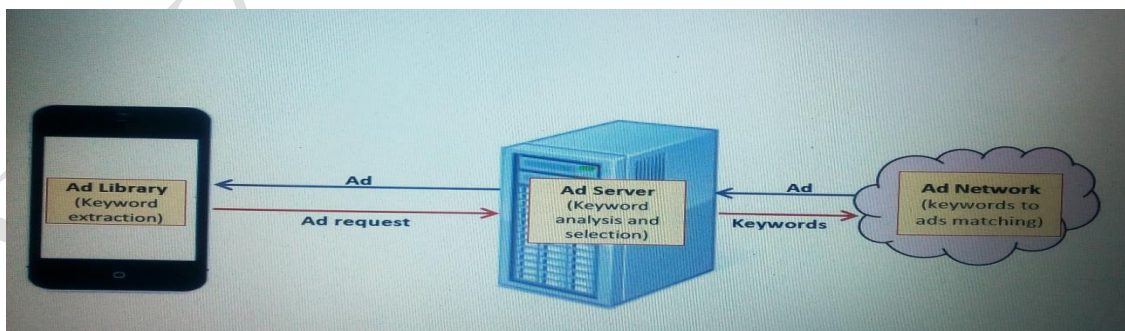 Ad Library
(Keyword
extraction)
Ad
Ad request
Ad Server
(Keyword
analysis and
selection)
Ad
Keywords
Ad Network
(keywords to
ads matching)